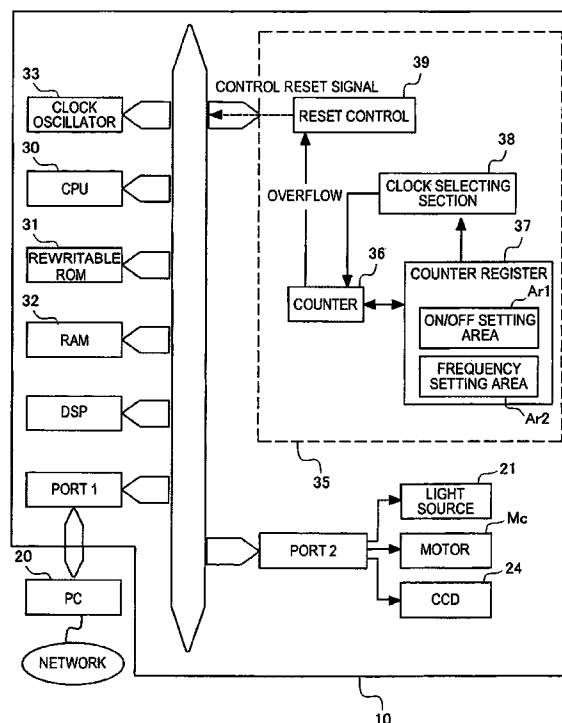 33
CLOCK
OSCILLATOR
30
CPU
31
REWRITABLE
ROM
32
RAM
DSP
PORT 1
20
PC
NETWORK
CONTROL RESET SIGNAL
39
RESET CONTROL
38
CLOCK SELECTING
SECTION
OVERFLOW
36
COUNTER
37
COUNTER REGISTER
Ar1
ON/OFF SETTING
AREA
FREQUENCY
SETTING AREA
Ar2
35
PORT 2
21
LIGHT
SOURCE
Mc
MOTOR
24
CCD
10